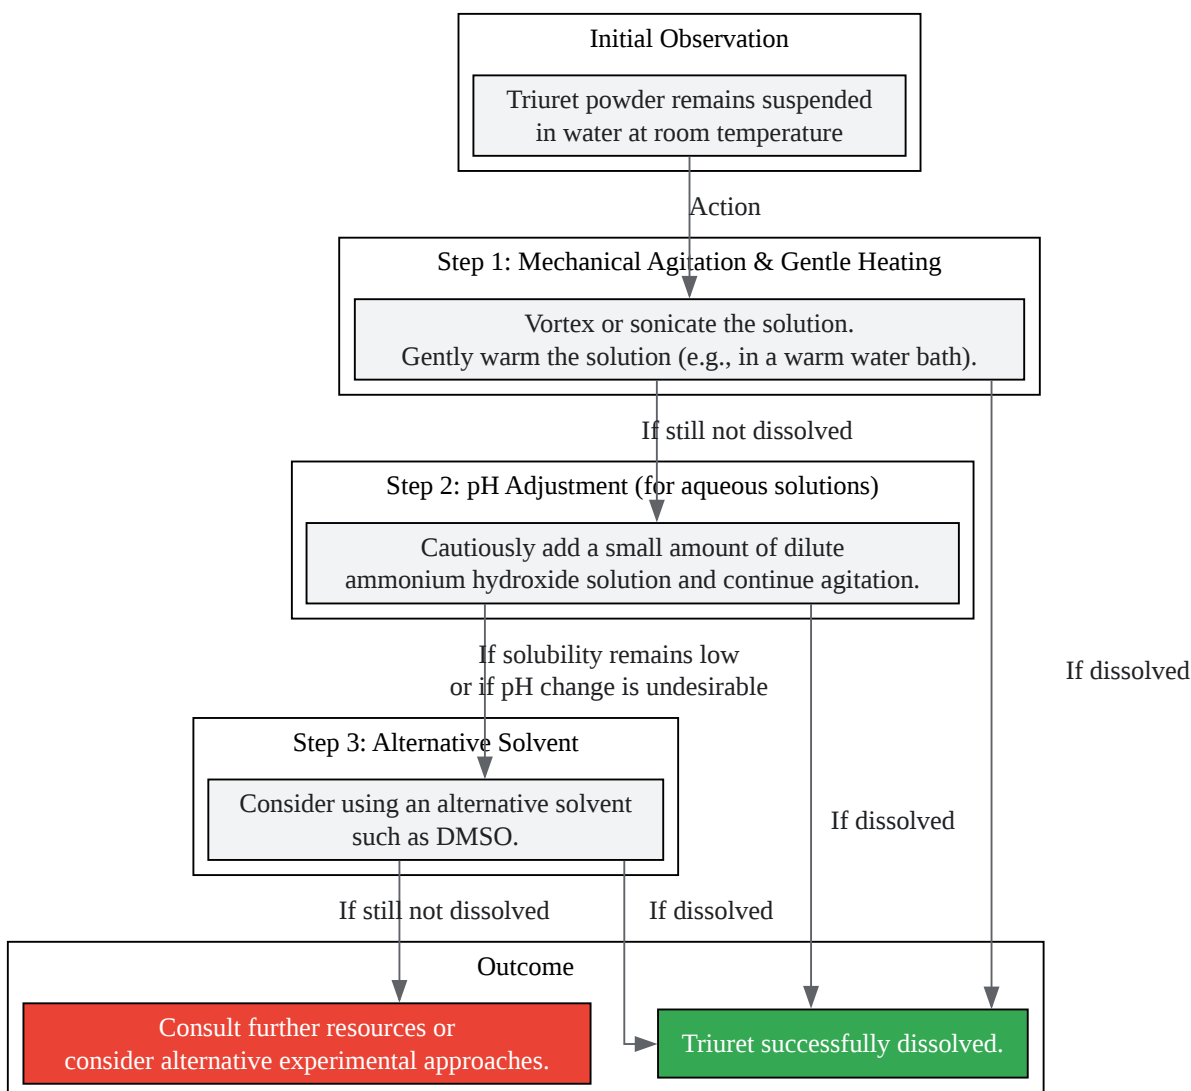 Initial Observation
Triuret powder remains suspended
in water at room temperature
Action
Step 1: Mechanical Agitation & Gentle Heating
Vortex or sonicate the solution.
Gently warm the solution (e.g., in a warm water bath).
If still not dissolved
Step 2: pH Adjustment (for aqueous solutions)
Cautiously add a small amount of dilute
ammonium hydroxide solution and continue agitation.
If solubility remains low
or if pH change is undesirable
If dissolved
Step 3: Alternative Solvent
Consider using an alternative solvent
such as DMSO.
If dissolved
If still not dissolved
If dissolved
Outcome
Consult further resources or
consider alternative experimental approaches.
Triuret successfully dissolved.